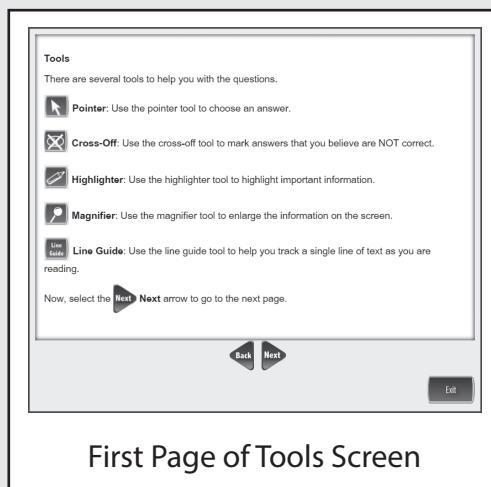 Tools
There are several tools to help you with the questions.
Pointer: Use the pointer tool to choose an answer.
Cross-Off: Use the cross-off tool to mark answers that you believe are NOT correct.
Highlighter: Use the highlighter tool to highlight important information.
Magnifier: Use the magnifier tool to enlarge the information on the screen.
Line Guide Line Guide: Use the line guide tool to help you track a single line of text as you are
reading.
Now, select the Next Next arrow to go to the next page.
Back Next
Exit
First Page of Tools Screen